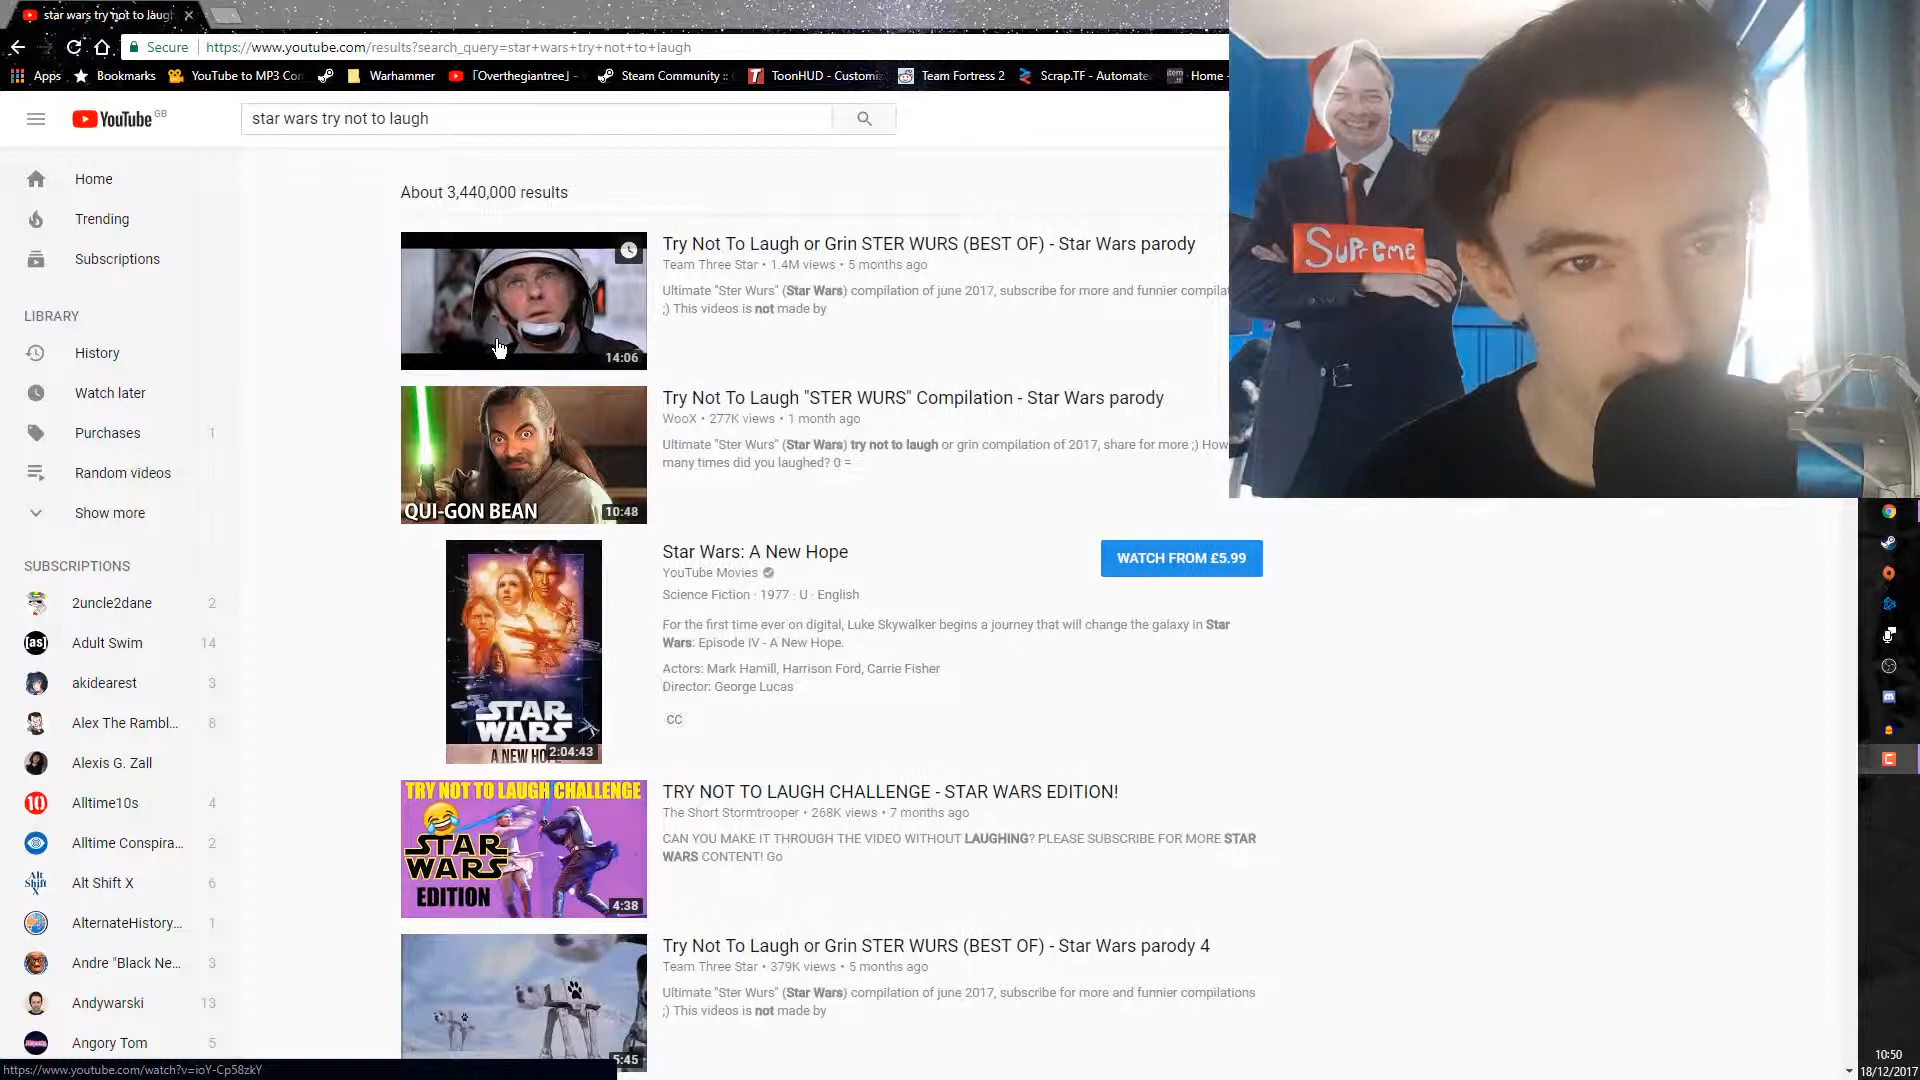 star wars try not to laugh
Secure
https://www.youtube.com/results?search_query=star+wars+try+not+to+laugh
Apps
Bookmarks
YouTube to MP3 Con
Warhammer
「Overthegiantree」 -
Steam Community ::
ToonHUD - Customiz
Team Fortress 2
Scrap.TF - Automate
Home -
YouTube GB
star wars try not to laugh
Home
Trending
Subscriptions
LIBRARY
History
Watch later
Purchases 1
Random videos
Show more
SUBSCRIPTIONS
2uncle2dane 2
Adult Swim 14
akidearest 3
Alex The Rambl... 8
Alexis G. Zall
Alltime10s 4
Alltime Conspira... 2
Alt Shift X 6
AlternateHistory... 1
Andre "Black Ne... 3
Andywarski 13
Angory Tom 5
About 3,440,000 results
14:06
Try Not To Laugh or Grin STER WURS (BEST OF) - Star Wars parody
Team Three Star • 1.4M views • 5 months ago
Ultimate "Ster Wurs" (Star Wars) compilation of june 2017, subscribe for more and funnier compilat
;) This videos is not made by
QUI-GON BEAN
10:48
Try Not To Laugh "STER WURS" Compilation - Star Wars parody
WooX • 277K views • 1 month ago
Ultimate "Ster Wurs" (Star Wars) try not to laugh or grin compilation of 2017, share for more ;) How
many times did you laughed? 0 =
STAR
WARS
A NEW HOPE
2:04:43
Star Wars: A New Hope
YouTube Movies
Science Fiction · 1977 · U · English
For the first time ever on digital, Luke Skywalker begins a journey that will change the galaxy in Star
Wars: Episode IV - A New Hope.
Actors: Mark Hamill, Harrison Ford, Carrie Fisher
Director: George Lucas
CC
WATCH FROM £5.99
TRY NOT TO LAUGH CHALLENGE
STAR
WARS
EDITION
4:38
TRY NOT TO LAUGH CHALLENGE - STAR WARS EDITION!
The Short Stormtrooper • 268K views • 7 months ago
CAN YOU MAKE IT THROUGH THE VIDEO WITHOUT LAUGHING? PLEASE SUBSCRIBE FOR MORE STAR
WARS CONTENT! Go
5:45
Try Not To Laugh or Grin STER WURS (BEST OF) - Star Wars parody 4
Team Three Star • 379K views • 5 months ago
Ultimate "Ster Wurs" (Star Wars) compilation of june 2017, subscribe for more and funnier compilations
;) This videos is not made by
https://www.youtube.com/watch?v=ioY-Cp58zkY
Supreme
10:50
18/12/2017